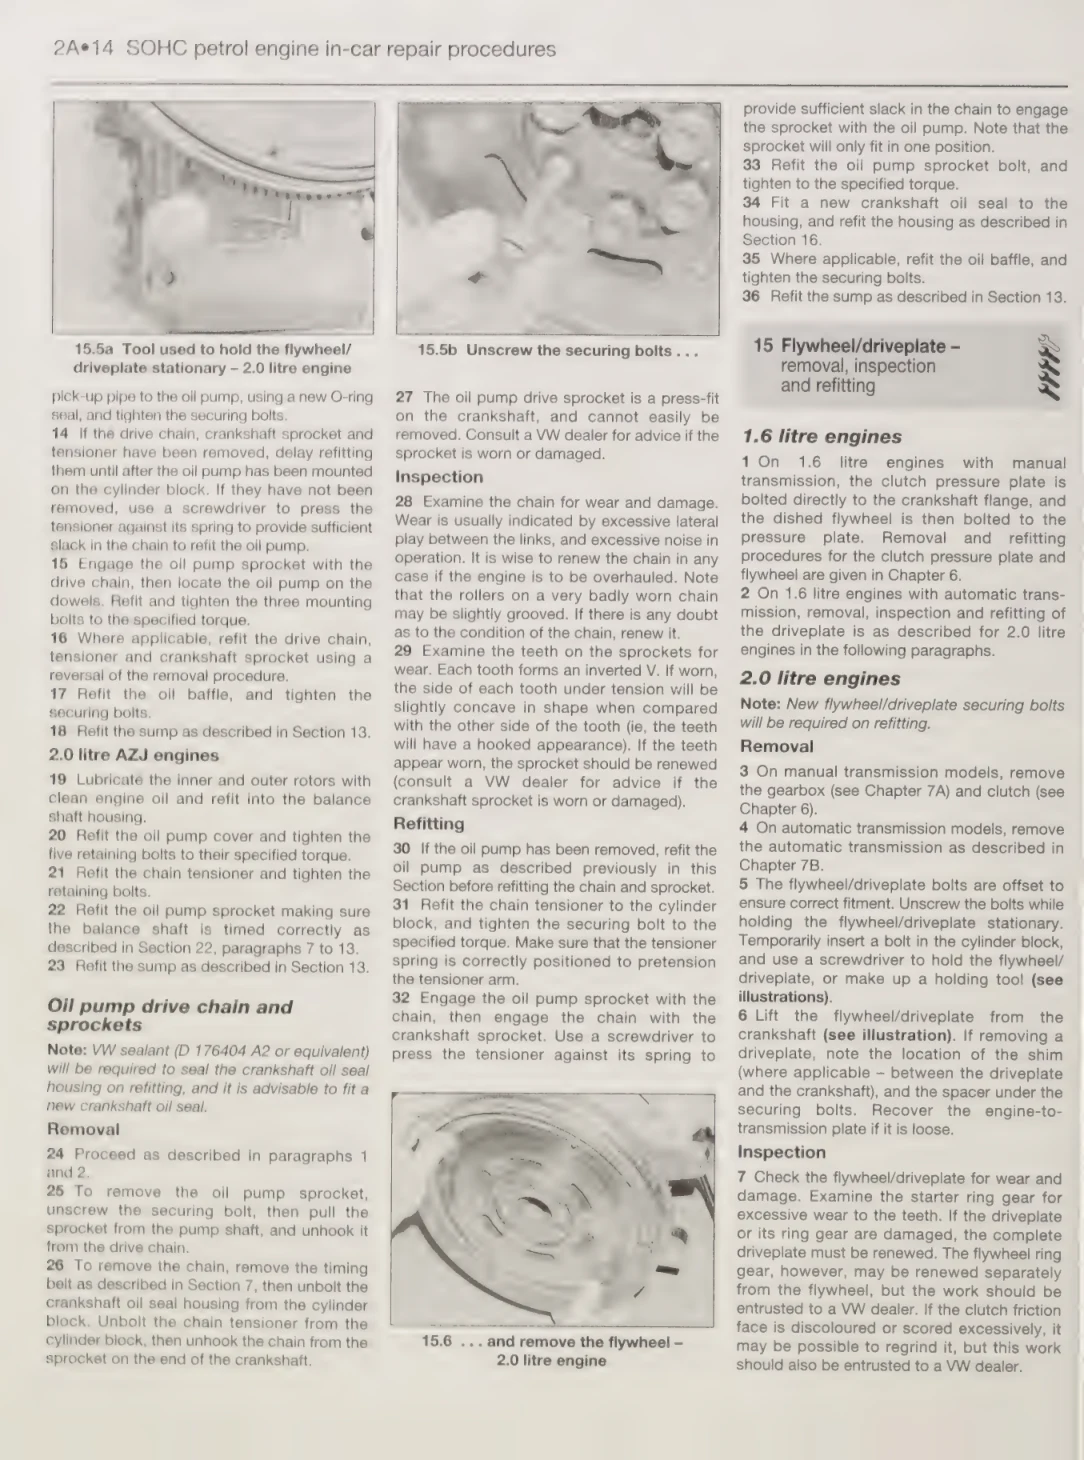 2A•14 SOHC petrol engine in-car repair procedures
15.5a Tool used to hold the flywheel/
driveplate stationary – 2.0 litre engine
pick-up pipe to the oil pump, using a new O-ring
seal, and tighten the securing bolts.
14 If the drive chain, crankshaft sprocket and
tensioner have been removed, delay refitting
them until after the oil pump has been mounted
on the cylinder block. If they have not been
removed, use a screwdriver to press the
tensioner against its spring to provide sufficient
slack in the chain to refit the oil pump.
15 Engage the oil pump sprocket with the
drive chain, then locate the oil pump on the
dowels. Refit and tighten the three mounting
bolts to the specified torque.
16 Where applicable, refit the drive chain,
tensioner and crankshaft sprocket using a
reversal of the removal procedure.
17 Refit the oil baffle, and tighten the
securing bolts.
18 Refit the sump as described in Section 13.
2.0 litre AZJ engines
19 Lubricate the inner and outer rotors with
clean engine oil and refit into the balance
shaft housing.
20 Refit the oil pump cover and tighten the
five retaining bolts to their specified torque.
21 Refit the chain tensioner and tighten the
retaining bolts.
22 Refit the oil pump sprocket making sure
the balance shaft is timed correctly as
described in Section 22, paragraphs 7 to 13.
23 Refit the sump as described in Section 13.
Oil pump drive chain and
sprockets
Note: VW sealant (D 176404 A2 or equivalent)
will be required to seal the crankshaft oil seal
housing on refitting, and it is advisable to fit a
new crankshaft oil seal.
Removal
24 Proceed as described in paragraphs 1
and 2.
25 To remove the oil pump sprocket,
unscrew the securing bolt, then pull the
sprocket from the pump shaft, and unhook it
from the drive chain.
26 To remove the chain, remove the timing
belt as described in Section 7, then unbolt the
crankshaft oil seal housing from the cylinder
block. Unbolt the chain tensioner from the
cylinder block, then unhook the chain from the
sprocket on the end of the crankshaft.
15.5b Unscrew the securing bolts . . .
27 The oil pump drive sprocket is a press-fit
on the crankshaft, and cannot easily be
removed. Consult a VW dealer for advice if the
sprocket is worn or damaged.
Inspection
28 Examine the chain for wear and damage.
Wear is usually indicated by excessive lateral
play between the links, and excessive noise in
operation. It is wise to renew the chain in any
case if the engine is to be overhauled. Note
that the rollers on a very badly worn chain
may be slightly grooved. If there is any doubt
as to the condition of the chain, renew it.
29 Examine the teeth on the sprockets for
wear. Each tooth forms an inverted V. If worn,
the side of each tooth under tension will be
slightly concave in shape when compared
with the other side of the tooth (ie, the teeth
will have a hooked appearance). If the teeth
appear worn, the sprocket should be renewed
(consult a VW dealer for advice if the
crankshaft sprocket is worn or damaged).
Refitting
30 If the oil pump has been removed, refit the
oil pump as described previously in this
Section before refitting the chain and sprocket.
31 Refit the chain tensioner to the cylinder
block, and tighten the securing bolt to the
specified torque. Make sure that the tensioner
spring is correctly positioned to pretension
the tensioner arm.
32 Engage the oil pump sprocket with the
chain, then engage the chain with the
crankshaft sprocket. Use a screwdriver to
press the tensioner against its spring to
15.6 . . . and remove the flywheel –
2.0 litre engine
provide sufficient slack in the chain to engage
the sprocket with the oil pump. Note that the
sprocket will only fit in one position.
33 Refit the oil pump sprocket bolt, and
tighten to the specified torque.
34 Fit a new crankshaft oil seal to the
housing, and refit the housing as described in
Section 16.
35 Where applicable, refit the oil baffle, and
tighten the securing bolts.
36 Refit the sump as described in Section 13.
15 Flywheel/driveplate –
removal, inspection
and refitting
1.6 litre engines
1 On 1.6 litre engines with manual
transmission, the clutch pressure plate is
bolted directly to the crankshaft flange, and
the dished flywheel is then bolted to the
pressure plate. Removal and refitting
procedures for the clutch pressure plate and
flywheel are given in Chapter 6.
2 On 1.6 litre engines with automatic trans-
mission, removal, inspection and refitting of
the driveplate is as described for 2.0 litre
engines in the following paragraphs.
2.0 litre engines
Note: New flywheel/driveplate securing bolts
will be required on refitting.
Removal
3 On manual transmission models, remove
the gearbox (see Chapter 7A) and clutch (see
Chapter 6).
4 On automatic transmission models, remove
the automatic transmission as described in
Chapter 7B.
5 The flywheel/driveplate bolts are offset to
ensure correct fitment. Unscrew the bolts while
holding the flywheel/driveplate stationary.
Temporarily insert a bolt in the cylinder block,
and use a screwdriver to hold the flywheel/
driveplate, or make up a holding tool (see
illustrations).
6 Lift the flywheel/driveplate from the
crankshaft (see illustration). If removing a
driveplate, note the location of the shim
(where applicable – between the driveplate
and the crankshaft), and the spacer under the
securing bolts. Recover the engine-to-
transmission plate if it is loose.
Inspection
7 Check the flywheel/driveplate for wear and
damage. Examine the starter ring gear for
excessive wear to the teeth. If the driveplate
or its ring gear are damaged, the complete
driveplate must be renewed. The flywheel ring
gear, however, may be renewed separately
from the flywheel, but the work should be
entrusted to a VW dealer. If the clutch friction
face is discoloured or scored excessively, it
may be possible to regrind it, but this work
should also be entrusted to a VW dealer.